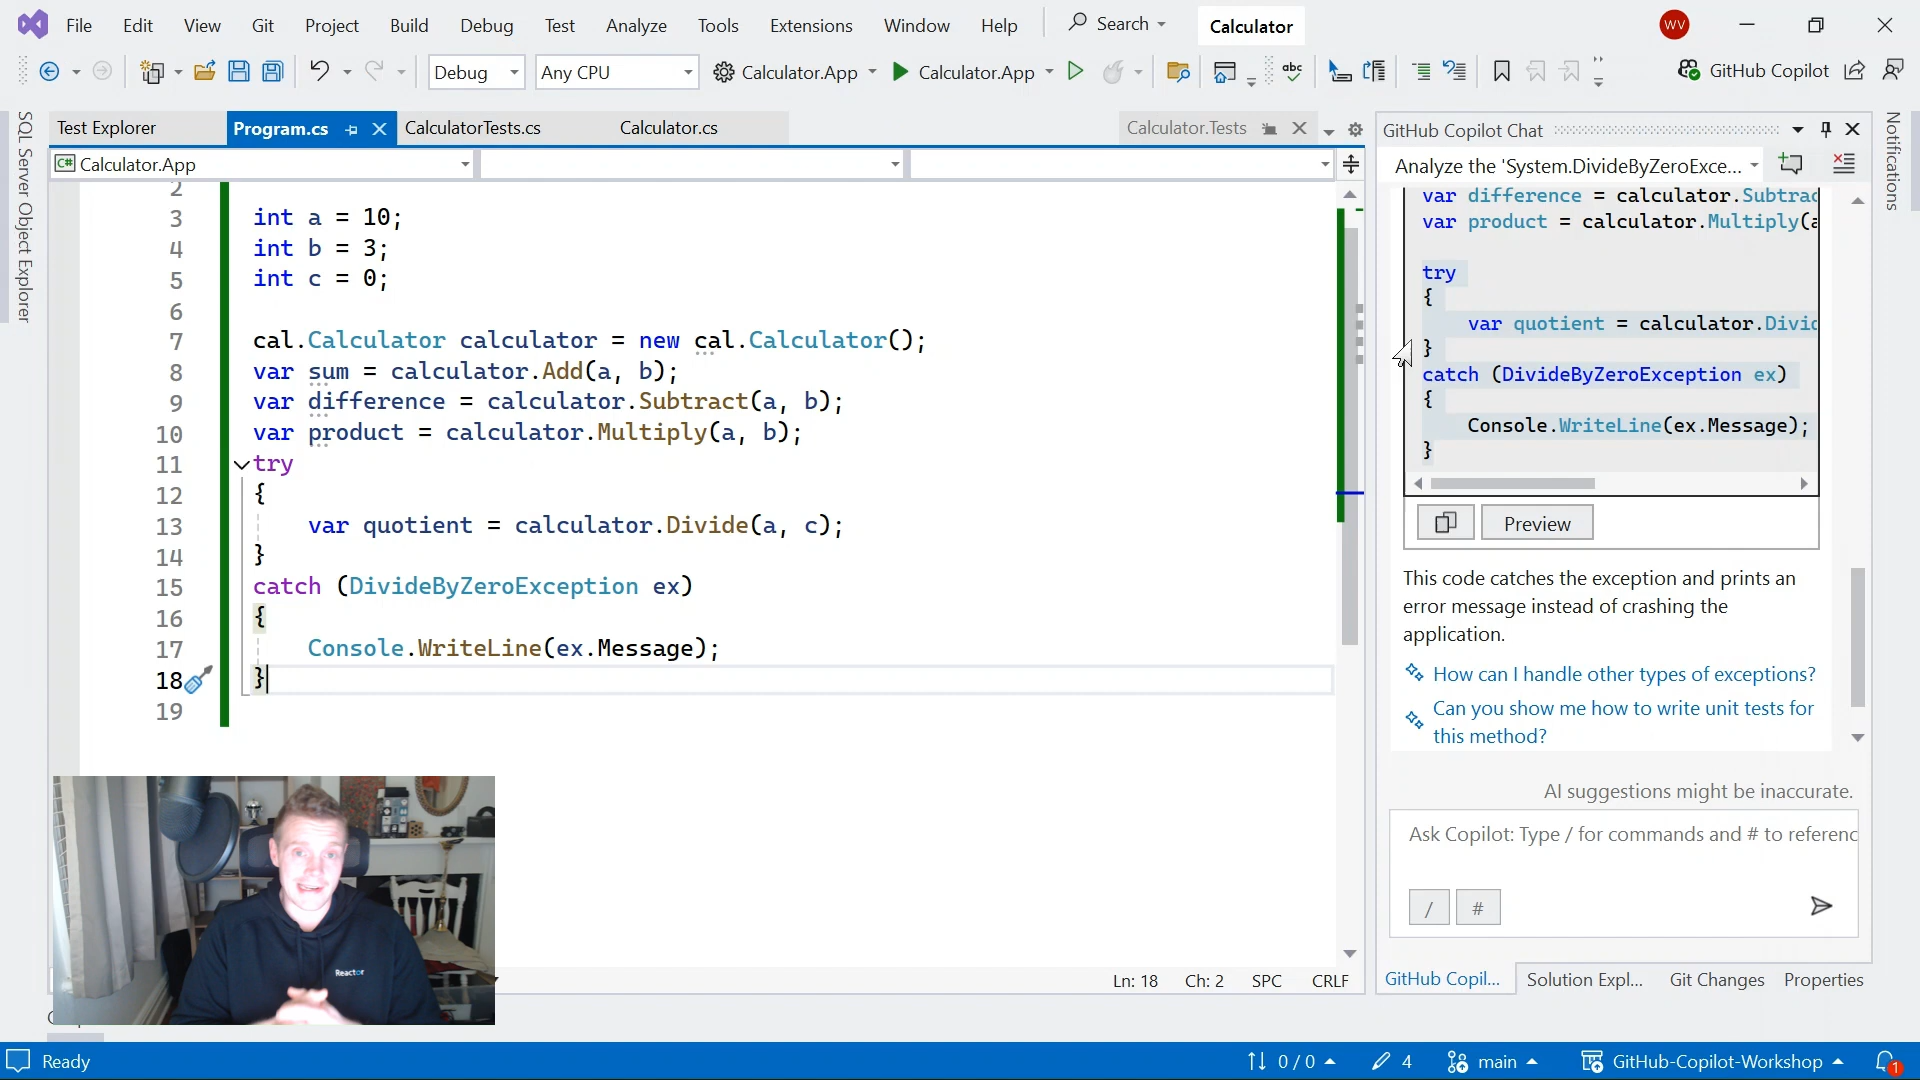 File Edit View Git Project Build Debug Test Analyze Tools Extensions Window Help Search Calculator WV
Debug Any CPU Calculator.App Calculator.App abc GitHub Copilot
SQL Server Object Explorer
Test Explorer Program.cs CalculatorTests.cs Calculator.cs Calculator.Tests
C# Calculator.App
2
3 int a = 10;
4 int b = 3;
5 int c = 0;
6
7 cal.Calculator calculator = new cal.Calculator();
8 var sum = calculator.Add(a, b);
9 var difference = calculator.Subtract(a, b);
10 var product = calculator.Multiply(a, b);
11 try
12 {
13 var quotient = calculator.Divide(a, c);
14 }
15 catch (DivideByZeroException ex)
16 {
17 Console.WriteLine(ex.Message);
18 }
19
Reactor
Ln: 18 Ch: 2 SPC CRLF
GitHub Copilot Chat
Analyze the 'System.DivideByZeroExce...
var difference = calculator.Subtrac
var product = calculator.Multiply(a
try
{
var quotient = calculator.Divid
}
catch (DivideByZeroException ex)
{
Console.WriteLine(ex.Message);
}
Preview
This code catches the exception and prints an
error message instead of crashing the
application.
How can I handle other types of exceptions?
Can you show me how to write unit tests for
this method?
AI suggestions might be inaccurate.
Ask Copilot: Type / for commands and # to referenc
/ #
GitHub Copil... Solution Expl... Git Changes Properties
Notifications
Ready 0 / 0 4 main GitHub-Copilot-Workshop 1